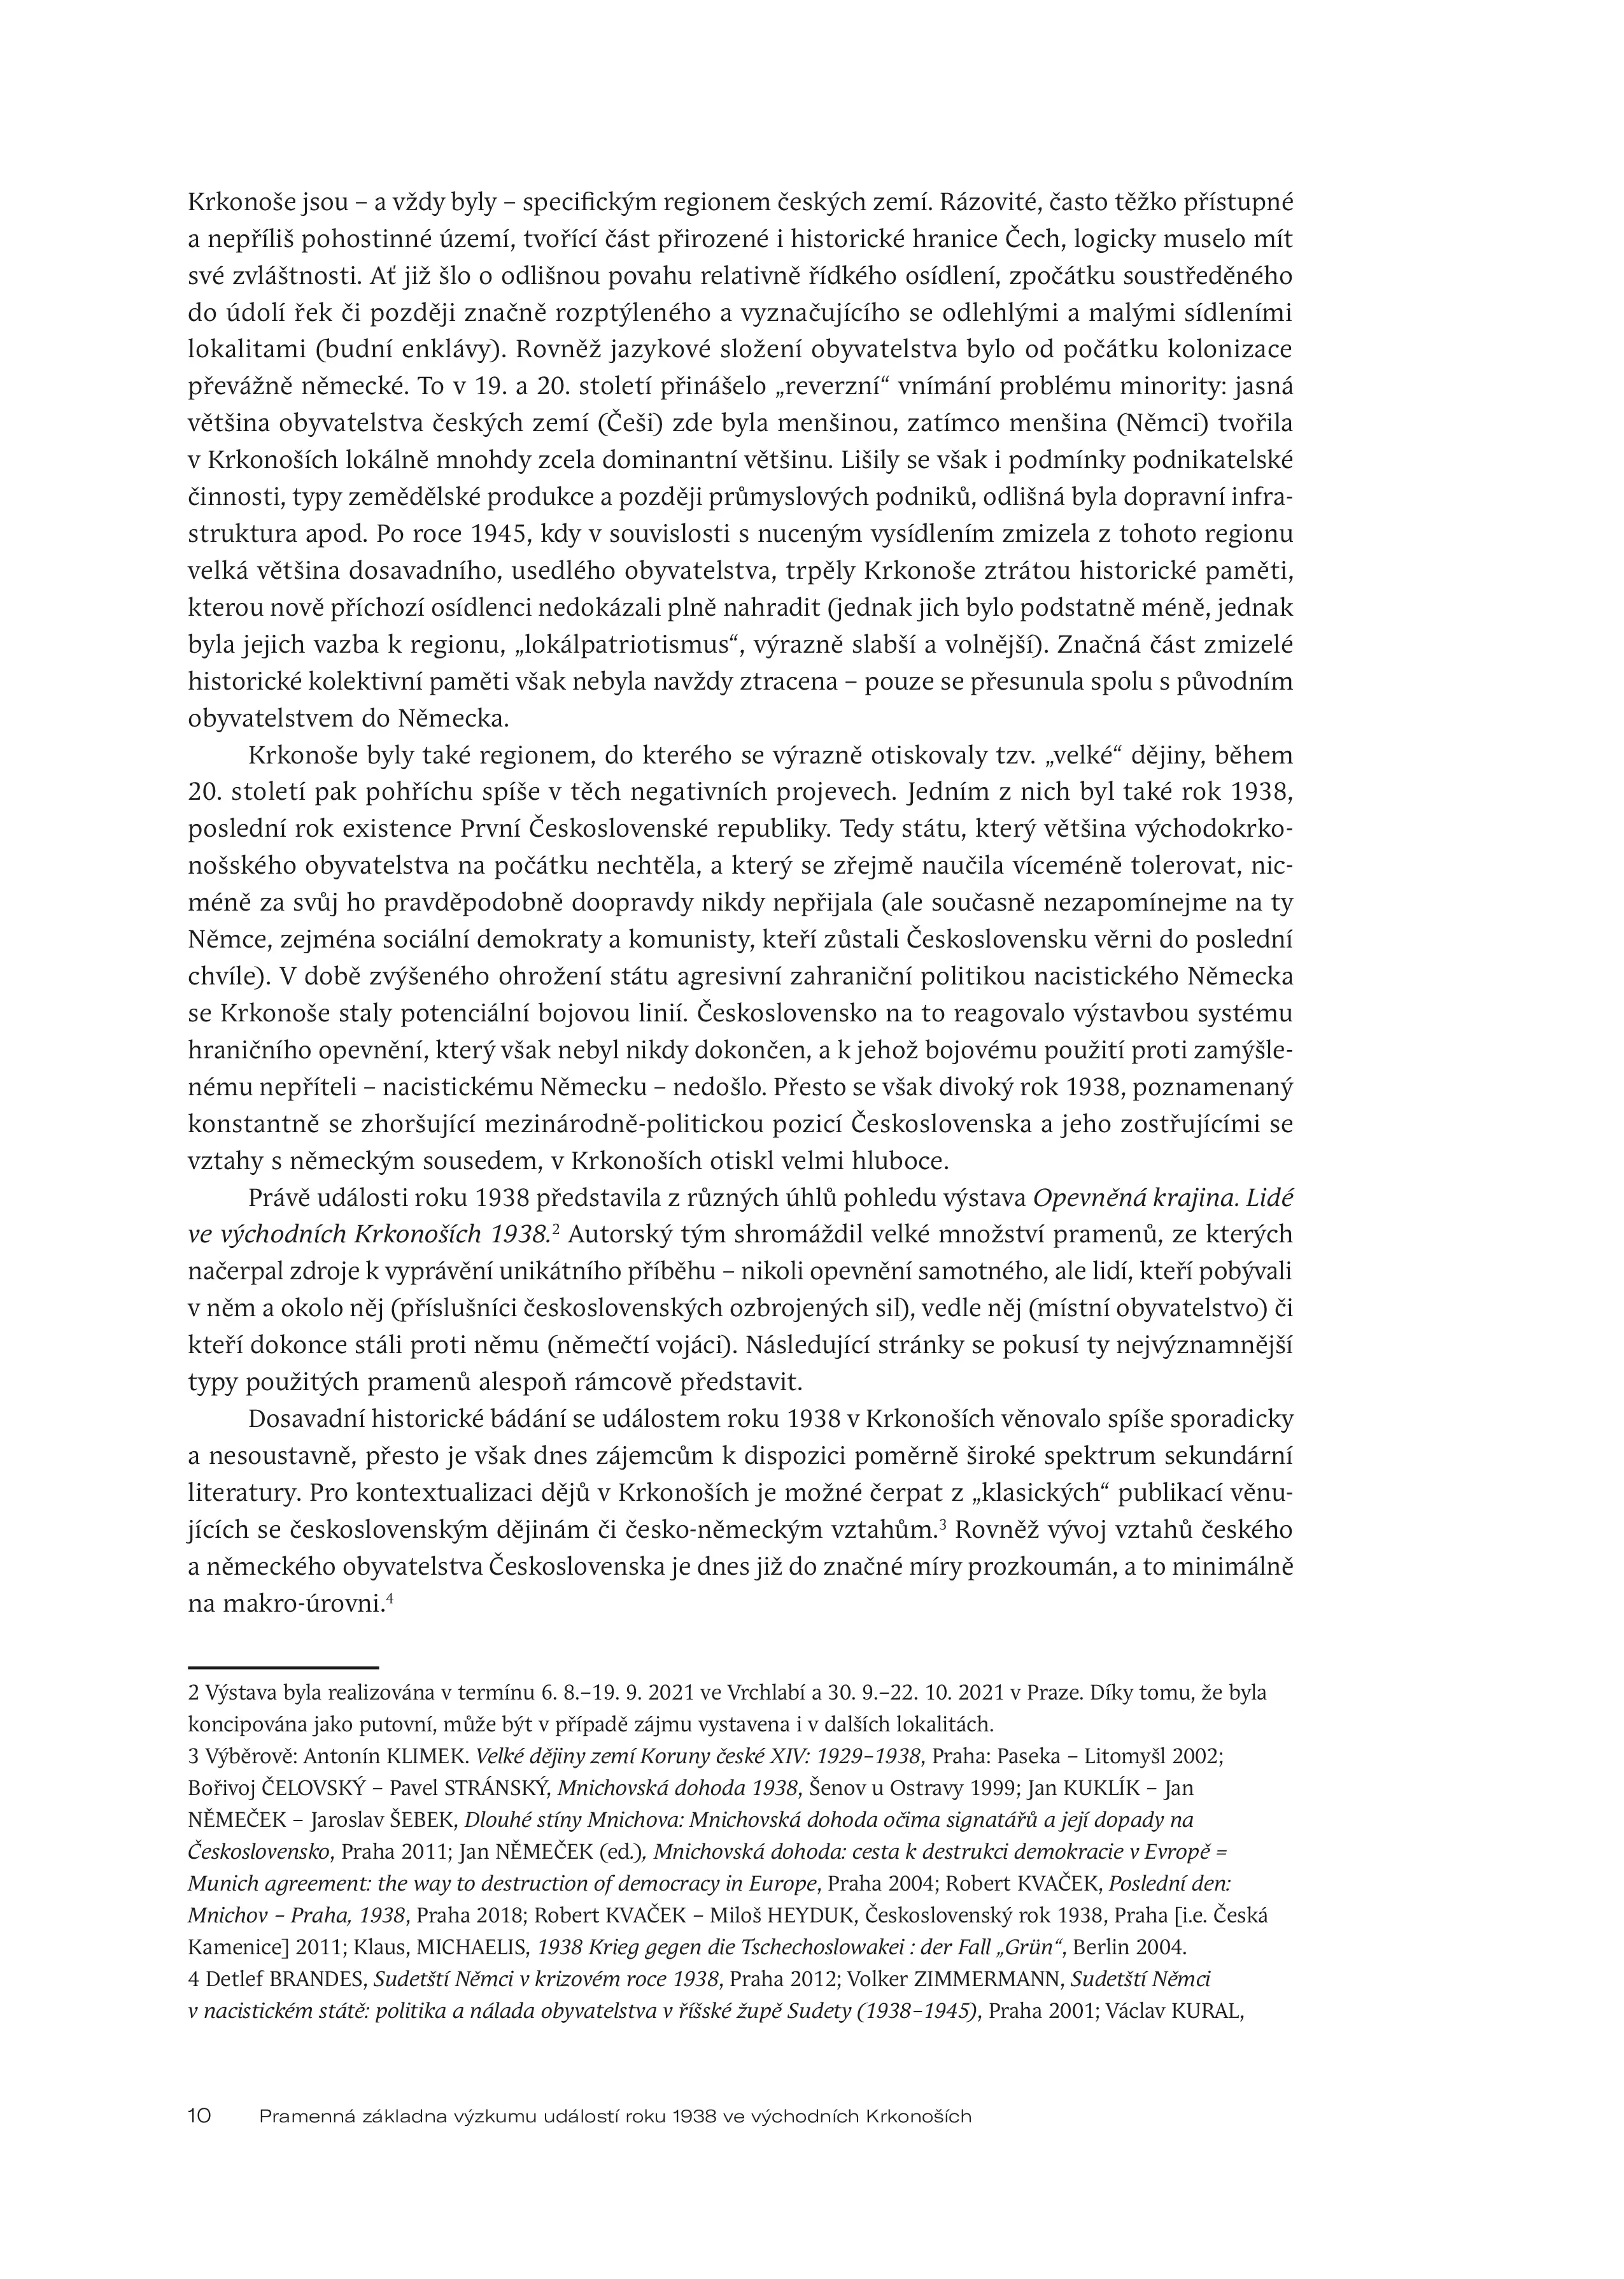 Krkonoše jsou – a vždy byly – specifickým regionem českých zemí. Rázovité, často těžko přístupné
a nepříliš pohostinné území, tvořící část přirozené i historické hranice Čech, logicky muselo mít
své zvláštnosti. Ať již šlo o odlišnou povahu relativně řídkého osídlení, zpočátku soustředěného
do údolí řek či později značně rozptýleného a vyznačujícího se odlehlými a malými sídleními
lokalitami (budní enklávy). Rovněž jazykové složení obyvatelstva bylo od počátku kolonizace
převážně německé. To v 19. a 20. století přinášelo „reverzní“ vnímání problému minority: jasná
většina obyvatelstva českých zemí (Češi) zde byla menšinou, zatímco menšina (Němci) tvořila
v Krkonoších lokálně mnohdy zcela dominantní většinu. Lišily se však i podmínky podnikatelské
činnosti, typy zemědělské produkce a později průmyslových podniků, odlišná byla dopravní infra-
struktura apod. Po roce 1945, kdy v souvislosti s nuceným vysídlením zmizela z tohoto regionu
velká většina dosavadního, usedlého obyvatelstva, trpěly Krkonoše ztrátou historické paměti,
kterou nově příchozí osídlenci nedokázali plně nahradit (jednak jich bylo podstatně méně, jednak
byla jejich vazba k regionu, „lokálpatriotismus“, výrazně slabší a volnější). Značná část zmizelé
historické kolektivní paměti však nebyla navždy ztracena – pouze se přesunula spolu s původním
obyvatelstvem do Německa.
Krkonoše byly také regionem, do kterého se výrazně otiskovaly tzv. „velké“ dějiny, během
20. století pak pohříchu spíše v těch negativních projevech. Jedním z nich byl také rok 1938,
poslední rok existence První Československé republiky. Tedy státu, který většina východokrko-
nošského obyvatelstva na počátku nechtěla, a který se zřejmě naučila víceméně tolerovat, nic-
méně za svůj ho pravděpodobně doopravdy nikdy nepřijala (ale současně nezapomínejme na ty
Němce, zejména sociální demokraty a komunisty, kteří zůstali Československu věrni do poslední
chvíle). V době zvýšeného ohrožení státu agresivní zahraniční politikou nacistického Německa
se Krkonoše staly potenciální bojovou linií. Československo na to reagovalo výstavbou systému
hraničního opevnění, který však nebyl nikdy dokončen, a k jehož bojovému použití proti zamýšle-
nému nepříteli – nacistickému Německu – nedošlo. Přesto se však divoký rok 1938, poznamenaný
konstantně se zhoršující mezinárodně-politickou pozicí Československa a jeho zostřujícími se
vztahy s německým sousedem, v Krkonoších otiskl velmi hluboce.
Právě události roku 1938 představila z různých úhlů pohledu výstava Opevněná krajina. Lidé
ve východních Krkonoších 1938.² Autorský tým shromáždil velké množství pramenů, ze kterých
načerpal zdroje k vyprávění unikátního příběhu – nikoli opevnění samotného, ale lidí, kteří pobývali
v něm a okolo něj (příslušníci československých ozbrojených sil), vedle něj (místní obyvatelstvo) či
kteří dokonce stáli proti němu (němečtí vojáci). Následující stránky se pokusí ty nejvýznamnější
typy použitých pramenů alespoň rámcově představit.
Dosavadní historické bádání se událostem roku 1938 v Krkonoších věnovalo spíše sporadicky
a nesoustavně, přesto je však dnes zájemcům k dispozici poměrně široké spektrum sekundární
literatury. Pro kontextualizaci dějů v Krkonoších je možné čerpat z „klasických“ publikací věnu-
jících se československým dějinám či česko-německým vztahům.³ Rovněž vývoj vztahů českého
a německého obyvatelstva Československa je dnes již do značné míry prozkoumán, a to minimálně
na makro-úrovni.⁴
2 Výstava byla realizována v termínu 6. 8.–19. 9. 2021 ve Vrchlabí a 30. 9.–22. 10. 2021 v Praze. Díky tomu, že byla
koncipována jako putovní, může být v případě zájmu vystavena i v dalších lokalitách.
3 Výběrově: Antonín KLIMEK. Velké dějiny zemí Koruny české XIV: 1929–1938, Praha: Paseka – Litomyšl 2002;
Bořivoj ČELOVSKÝ – Pavel STRÁNSKÝ, Mnichovská dohoda 1938, Šenov u Ostravy 1999; Jan KUKLÍK – Jan
NĚMEČEK – Jaroslav ŠEBEK, Dlouhé stíny Mnichova: Mnichovská dohoda očima signatářů a její dopady na
Československo, Praha 2011; Jan NĚMEČEK (ed.), Mnichovská dohoda: cesta k destrukci demokracie v Evropě =
Munich agreement: the way to destruction of democracy in Europe, Praha 2004; Robert KVAČEK, Poslední den:
Mnichov – Praha, 1938, Praha 2018; Robert KVAČEK – Miloš HEYDUK, Československý rok 1938, Praha [i.e. Česká
Kamenice] 2011; Klaus, MICHAELIS, 1938 Krieg gegen die Tschechoslowakei : der Fall „Grün“, Berlin 2004.
4 Detlef BRANDES, Sudetští Němci v krizovém roce 1938, Praha 2012; Volker ZIMMERMANN, Sudetští Němci
v nacistickém státě: politika a nálada obyvatelstva v říšské župě Sudety (1938–1945), Praha 2001; Václav KURAL,
10 Pramenná základna výzkumu událostí roku 1938 ve východních Krkonoších